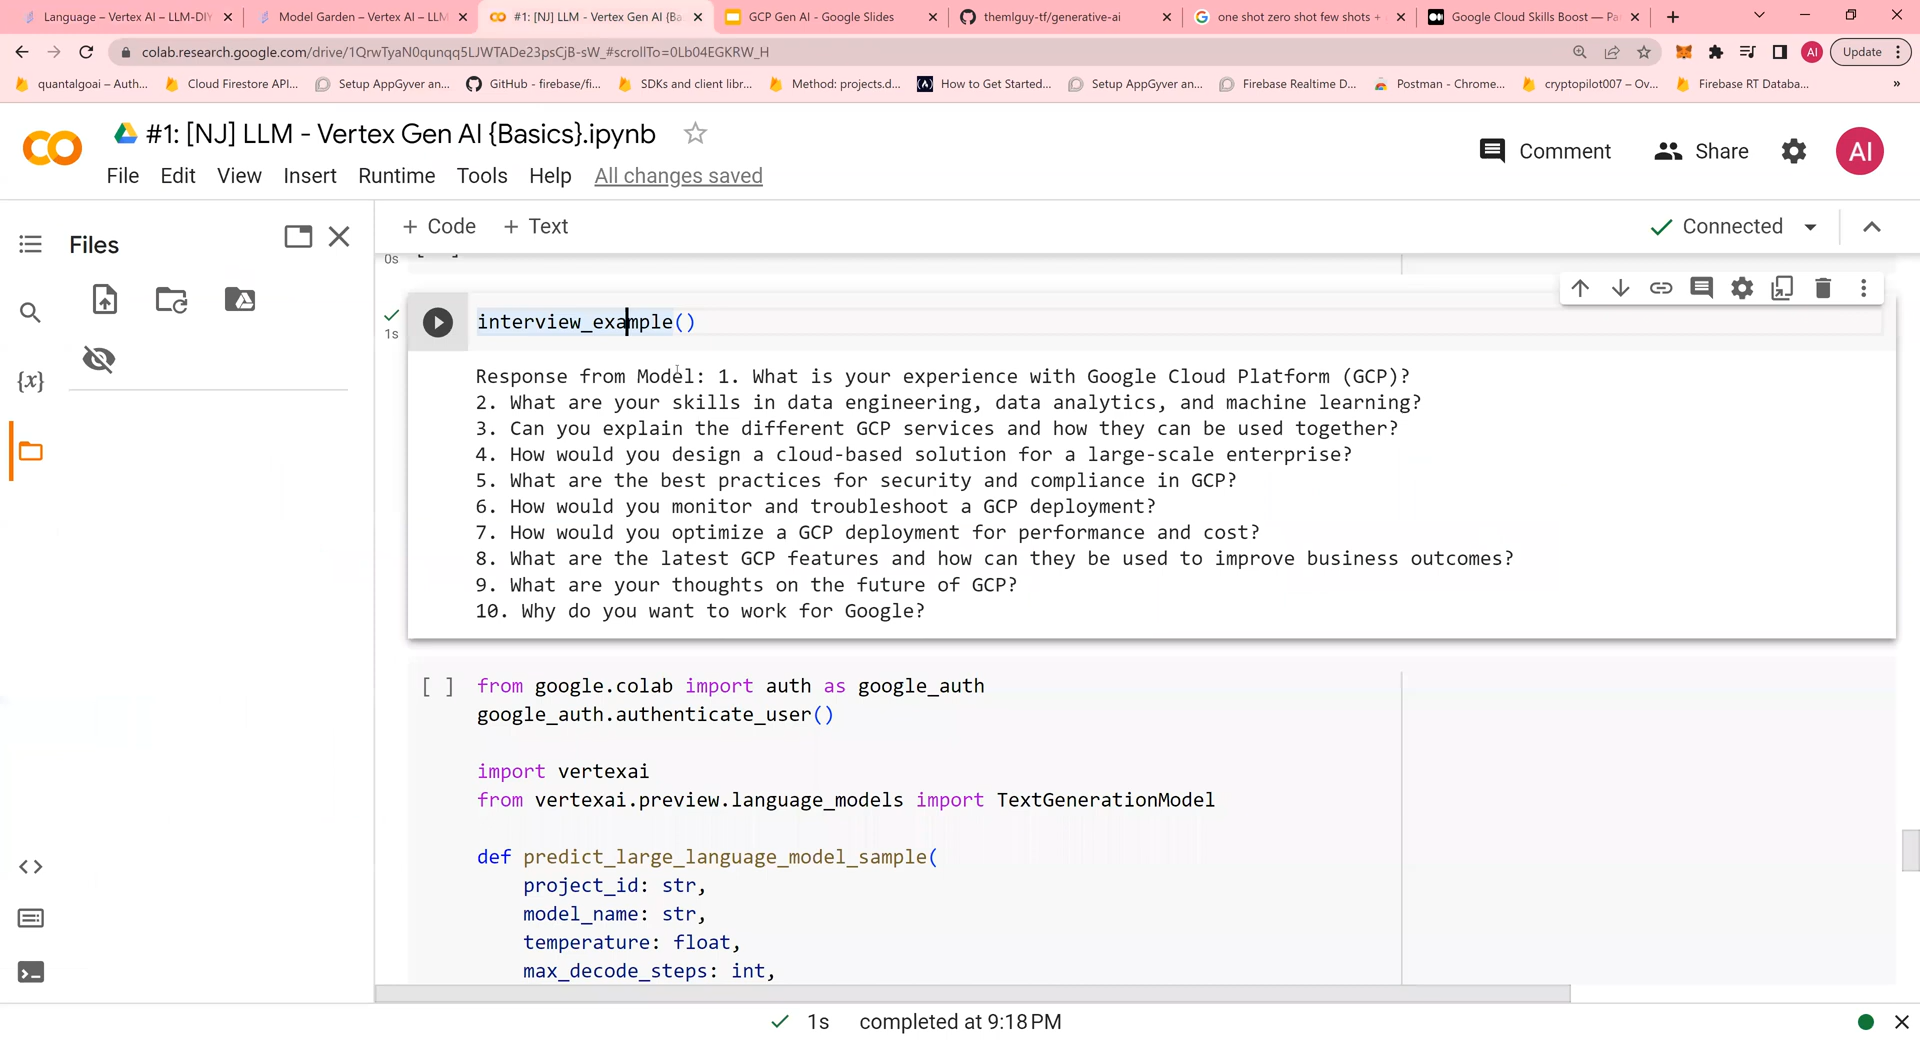 Language – Vertex AI – LLM-DIY
Model Garden – Vertex AI – LLM
#1: [NJ] LLM - Vertex Gen AI {Ba
GCP Gen AI - Google Slides
themlguy-tf/generative-ai
one shot zero shot few shots +
Google Cloud Skills Boost — Pa
colab.research.google.com/drive/1QrwTyaN0qunqq5LJWTADe23psCjB-sW_#scrollTo=0Lb04EGKRW_H
AI
Update
quantalgoai – Auth...
Cloud Firestore API...
Setup AppGyver an...
GitHub - firebase/fi...
SDKs and client libr...
Method: projects.d...
How to Get Started...
Setup AppGyver an...
Firebase Realtime D...
Postman - Chrome...
cryptopilot007 – Ov...
Firebase RT Databa...
»
#1: [NJ] LLM - Vertex Gen AI {Basics}.ipynb
Comment
Share
AI
File Edit View Insert Runtime Tools Help All changes saved
Files
+ Code + Text
Connected
0s
{x}
1s
interview_example()
Response from Model: 1. What is your experience with Google Cloud Platform (GCP)?
2. What are your skills in data engineering, data analytics, and machine learning?
3. Can you explain the different GCP services and how they can be used together?
4. How would you design a cloud-based solution for a large-scale enterprise?
5. What are the best practices for security and compliance in GCP?
6. How would you monitor and troubleshoot a GCP deployment?
7. How would you optimize a GCP deployment for performance and cost?
8. What are the latest GCP features and how can they be used to improve business outcomes?
9. What are your thoughts on the future of GCP?
10. Why do you want to work for Google?
[ ] from google.colab import auth as google_auth
google_auth.authenticate_user()
import vertexai
from vertexai.preview.language_models import TextGenerationModel
def predict_large_language_model_sample(
project_id: str,
model_name: str,
temperature: float,
max_decode_steps: int,
1s completed at 9:18 PM